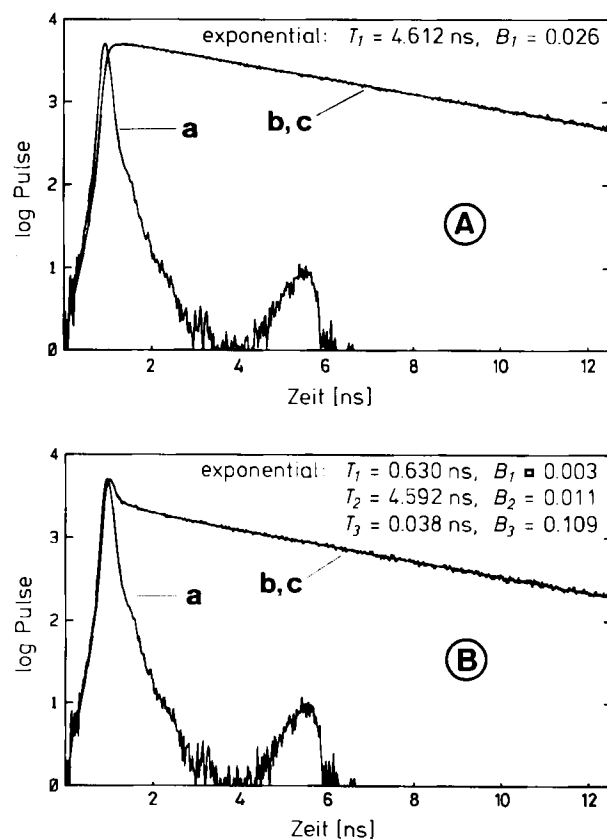 4
exponential: T₁ = 4.612 ns, B₁ = 0.026
3
2
1
0
log Pulse
a
b, c
A
2 4 6 8 10 12
Zeit [ns]
4
exponential: T₁ = 0.630 ns, B₁ = 0.003
T₂ = 4.592 ns, B₂ = 0.011
T₃ = 0.038 ns, B₃ = 0.109
3
2
1
0
log Pulse
a
b, c
B
2 4 6 8 10 12
Zeit [ns]